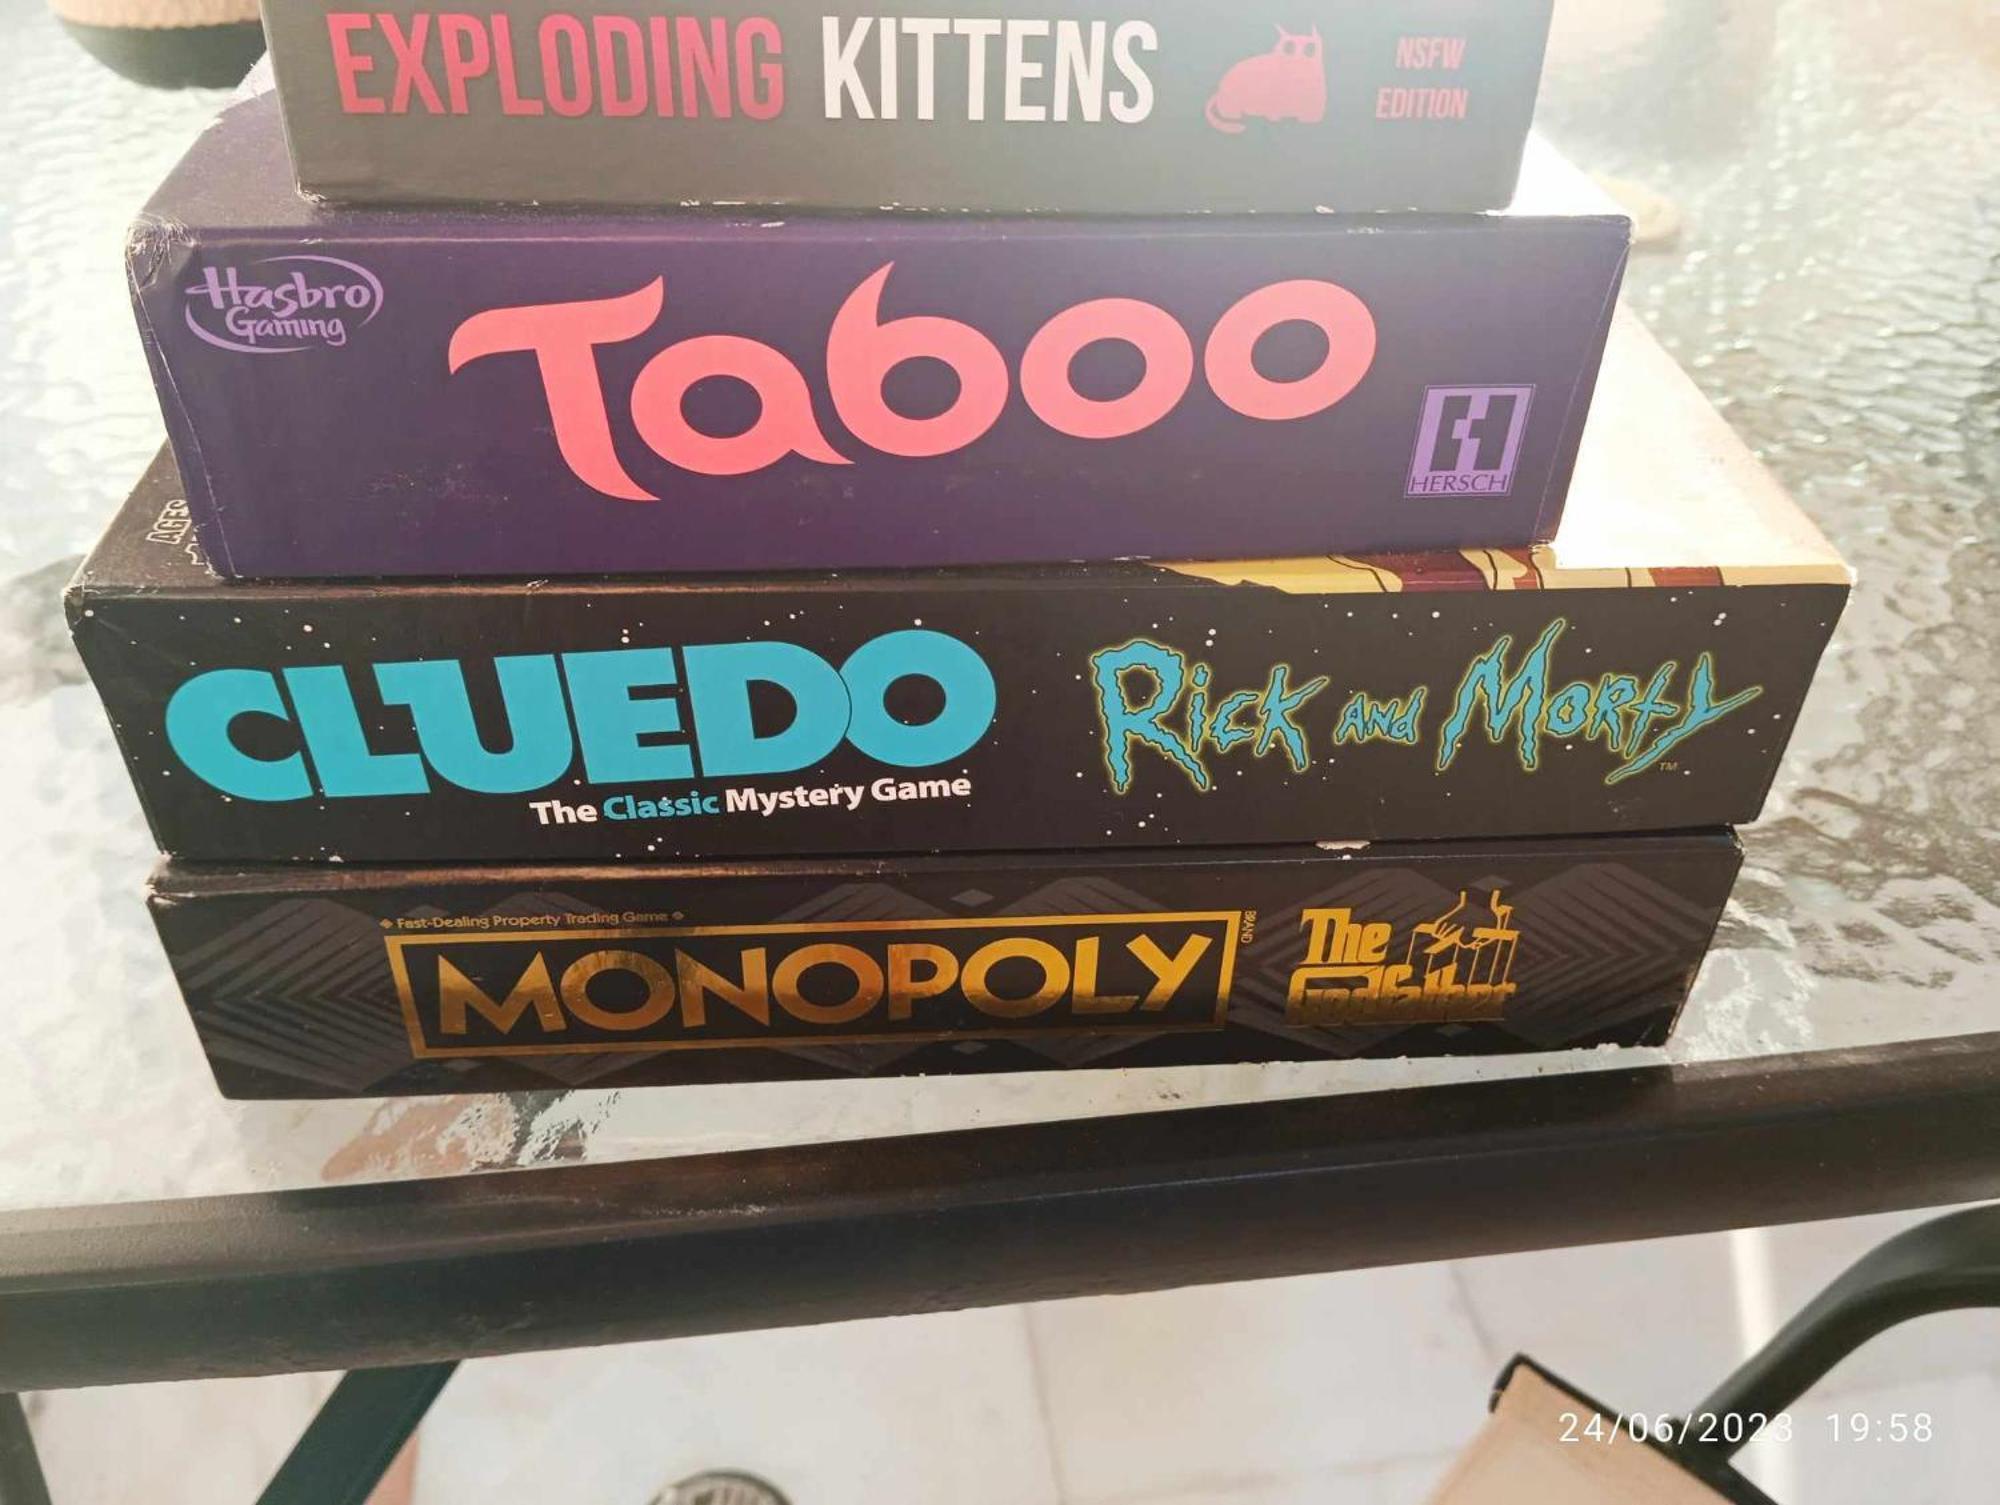 EXPLODING KITTENS
NSFW
EDITION
Hasbro
Gaming
Taboo
HERSCH
AGES
CLUEDO
The Classic Mystery Game
Rick and Morty
TM
Fast-Dealing Property Trading Game
MONOPOLY
BRAND
The
Godfather
24/06/2023 19:58